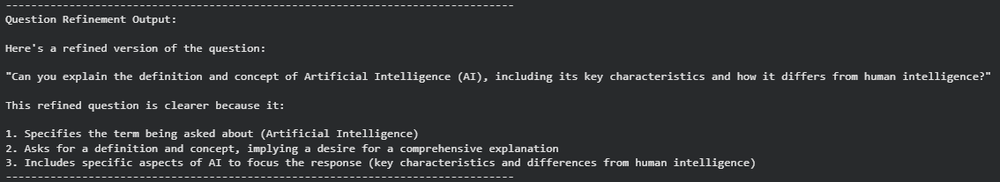 --------------------------------------------------------------------------------
Question Refinement Output:
Here's a refined version of the question:
"Can you explain the definition and concept of Artificial Intelligence (AI), including its key characteristics and how it differs from human intelligence?"
This refined question is clearer because it:
1. Specifies the term being asked about (Artificial Intelligence)
2. Asks for a definition and concept, implying a desire for a comprehensive explanation
3. Includes specific aspects of AI to focus the response (key characteristics and differences from human intelligence)
--------------------------------------------------------------------------------